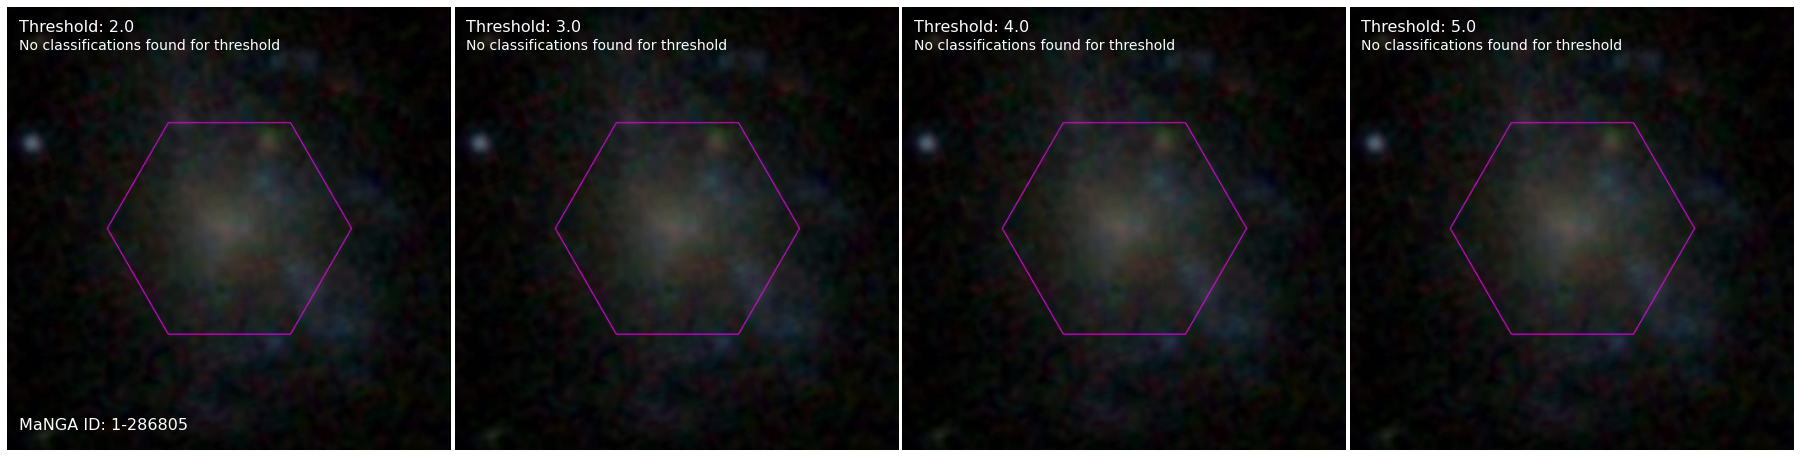 Threshold: 2.0
No classifications found for threshold
MaNGA ID: 1-286805
Threshold: 3.0
No classifications found for threshold
Threshold: 4.0
No classifications found for threshold
Threshold: 5.0
No classifications found for threshold